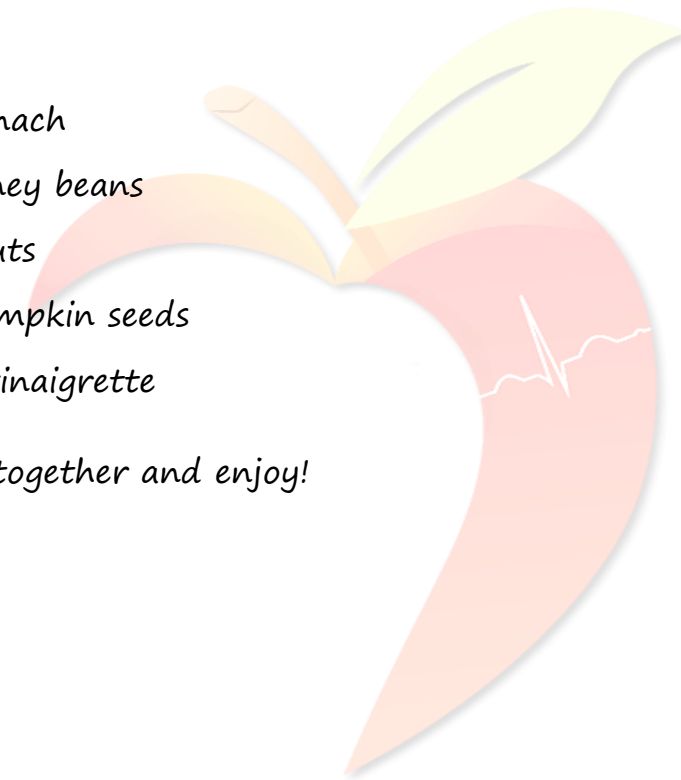 nach
ney beans
uts
mpkin seeds
inaigrette
together and enjoy!